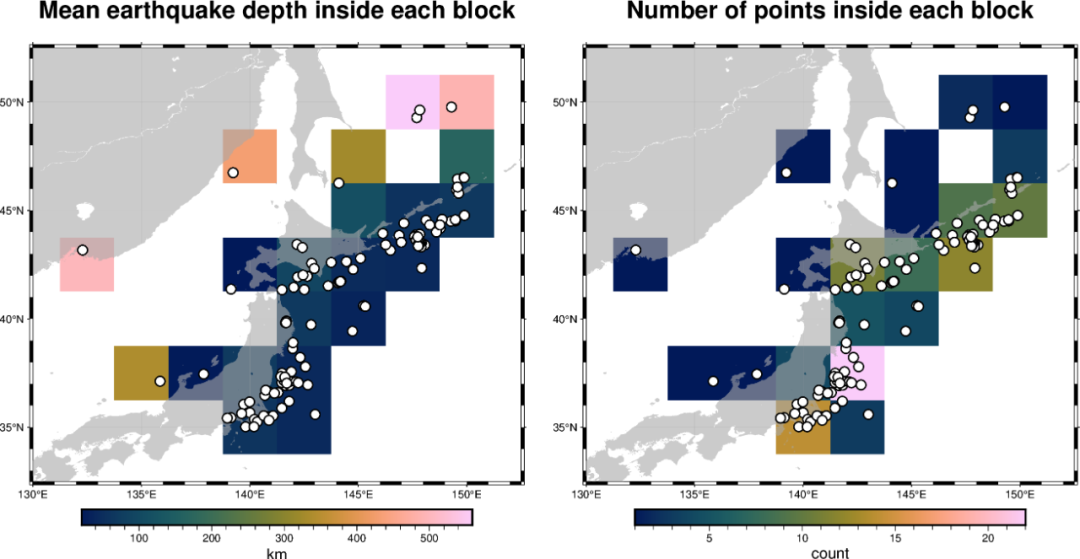 Mean earthquake depth inside each block
Number of points inside each block
50°N
45°N
40°N
35°N
130°E 135°E 140°E 145°E 150°E
50°N
45°N
40°N
35°N
130°E 135°E 140°E 145°E 150°E
100 200 300 400 500
km
5 10 15 20
count